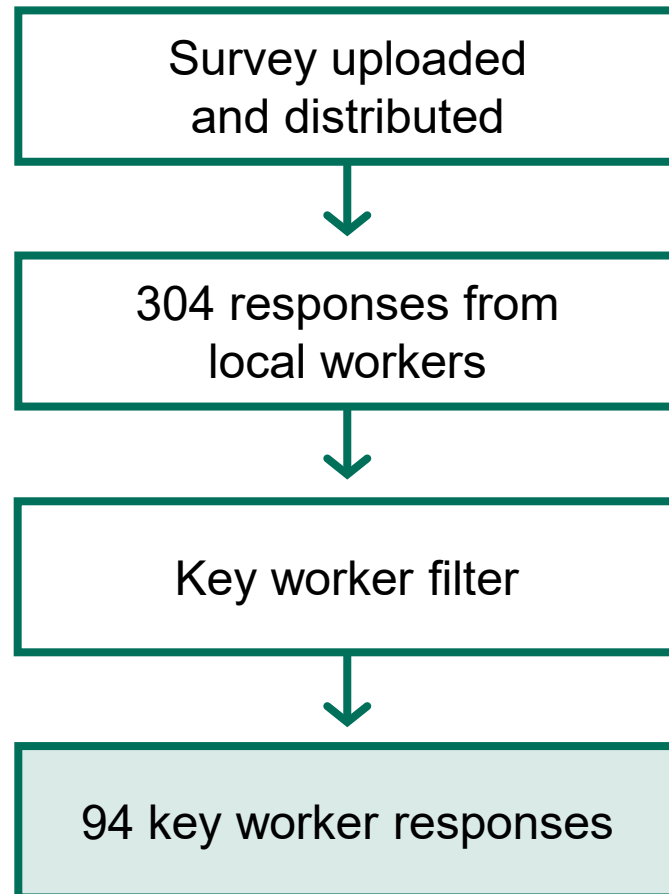 Survey uploaded
and distributed
304 responses from
local workers
Key worker filter
94 key worker responses